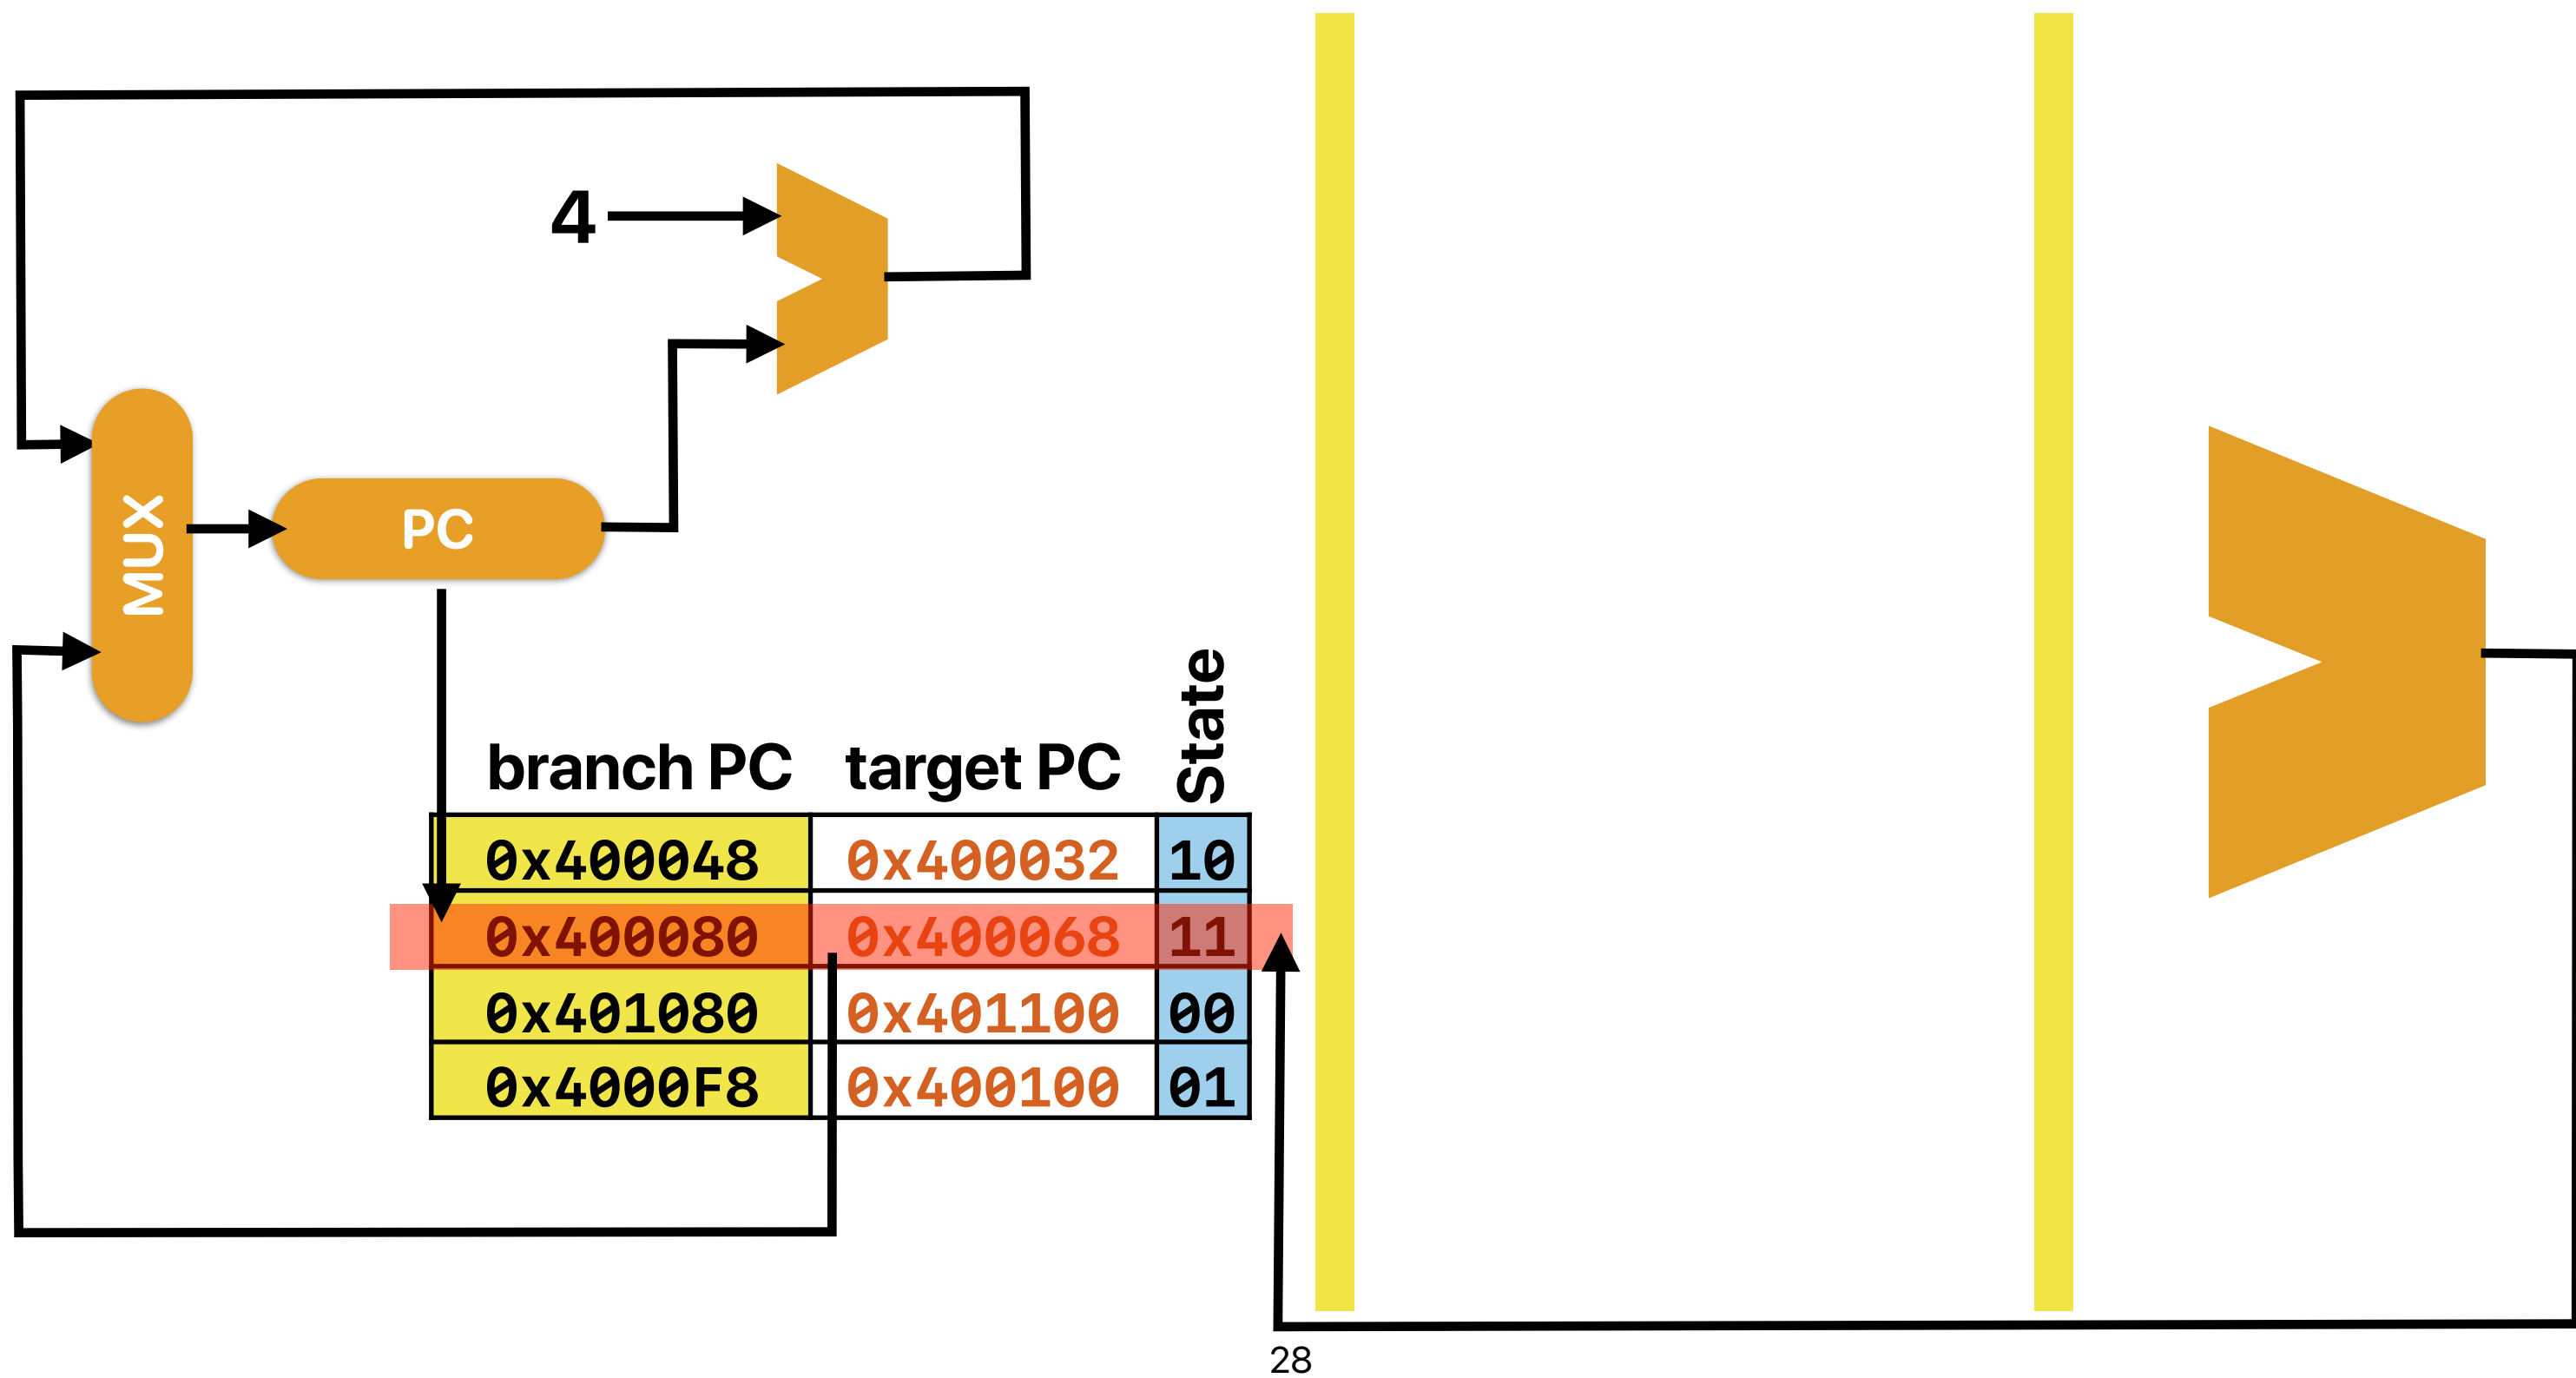 4
MUX
PC
branch PC target PC State
0x400048 0x400032 10
0x400080 0x400068 11
0x401080 0x401100 00
0x4000F8 0x400100 01
28